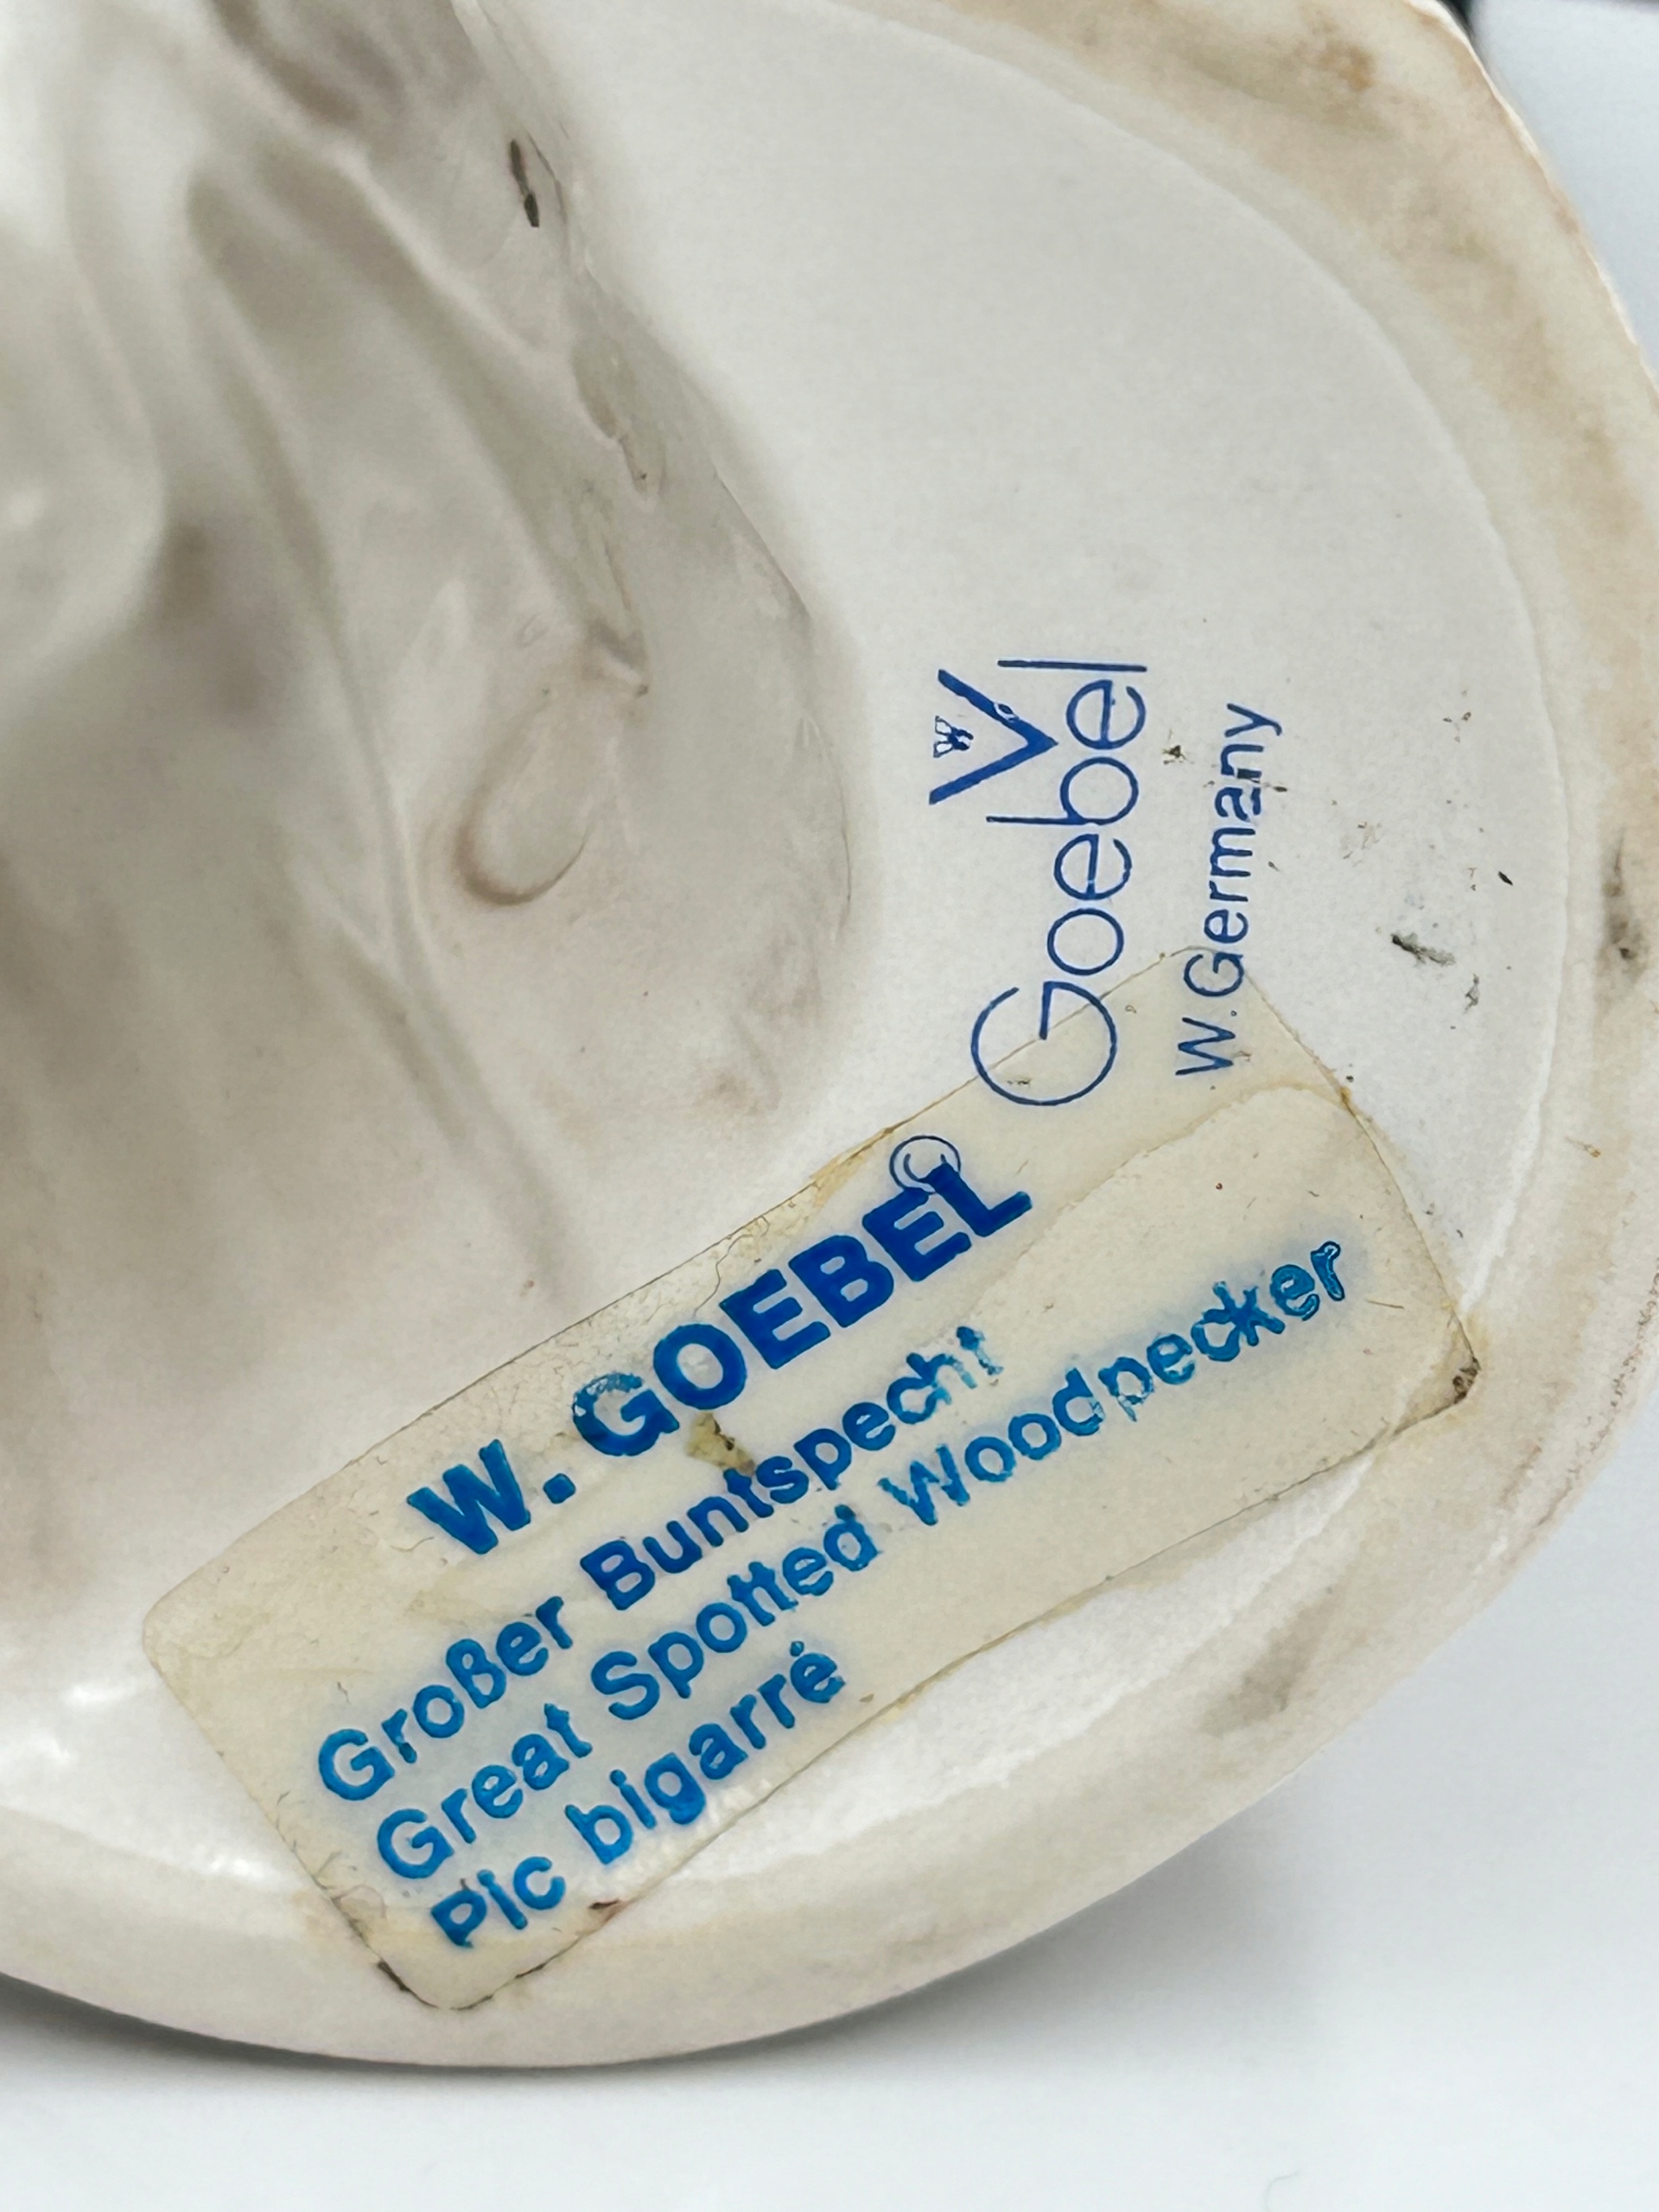 V
Goebel
W. Germany
©
W. GOEBEL
Großer Buntspecht
Great Spotted Woodpecker
Pic bigarré